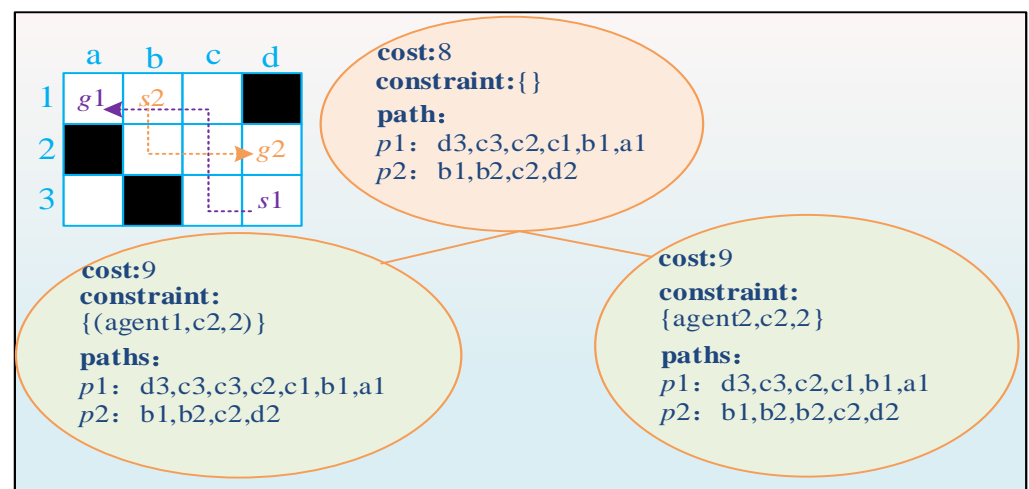 a b c d
1 g1 s2
2 g2
3 s1
cost:8
constraint:{}
path：
p1：d3,c3,c2,c1,b1,a1
p2：b1,b2,c2,d2
cost:9
constraint:
{(agent1,c2,2)}
paths：
p1：d3,c3,c3,c2,c1,b1,a1
p2：b1,b2,c2,d2
cost:9
constraint:
{agent2,c2,2}
paths：
p1：d3,c3,c2,c1,b1,a1
p2：b1,b2,b2,c2,d2